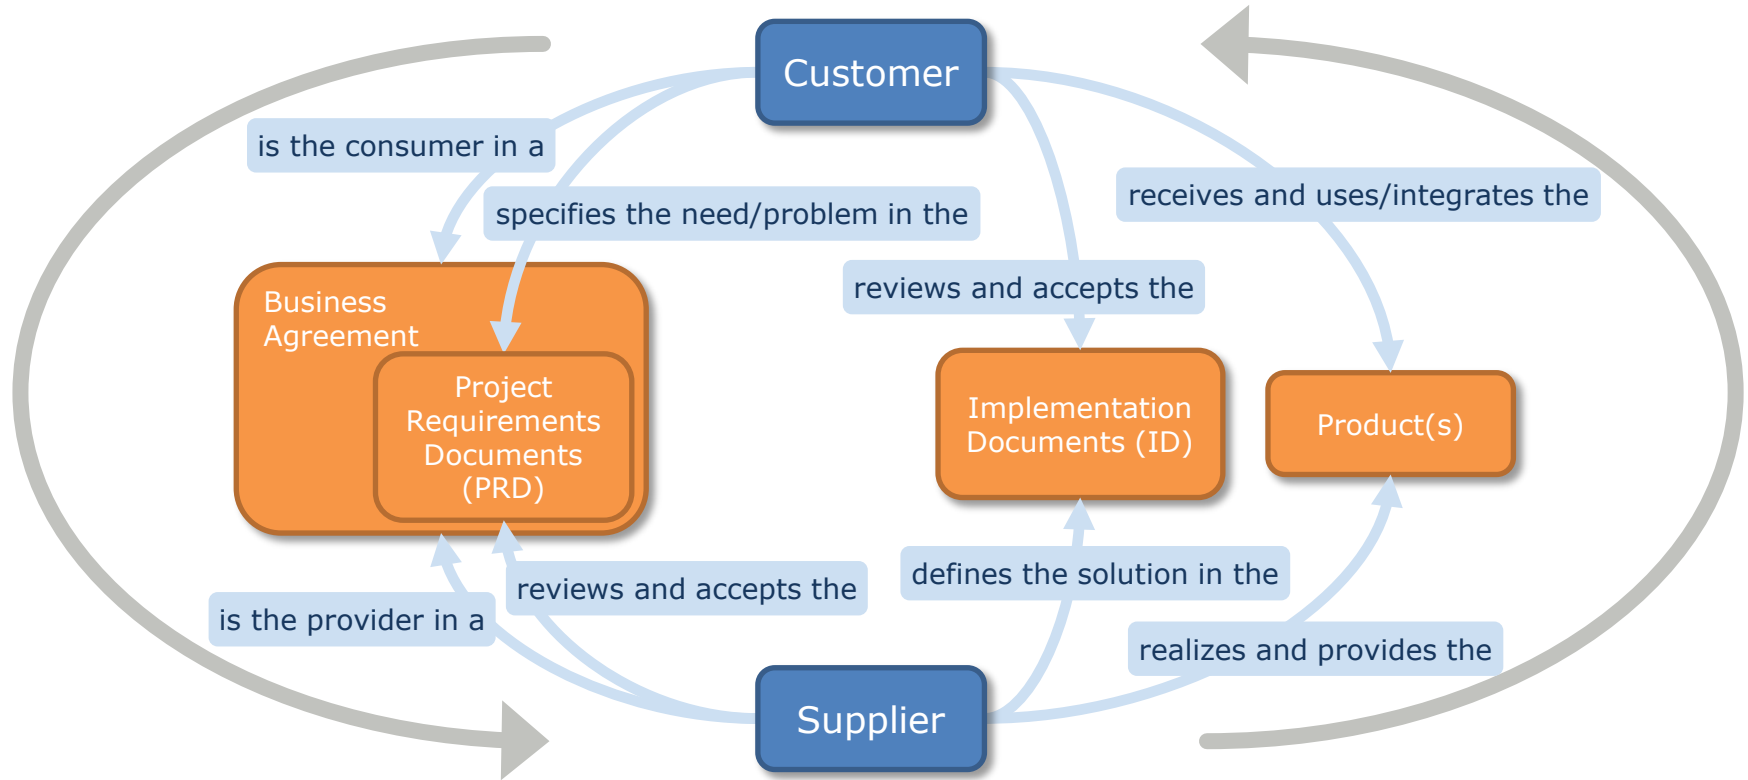 Customer
is the consumer in a
specifies the need/problem in the
receives and uses/integrates the
reviews and accepts the
Business
Agreement
Project
Requirements
Documents
(PRD)
Implementation
Documents (ID)
Product(s)
reviews and accepts the
defines the solution in the
is the provider in a
realizes and provides the
Supplier